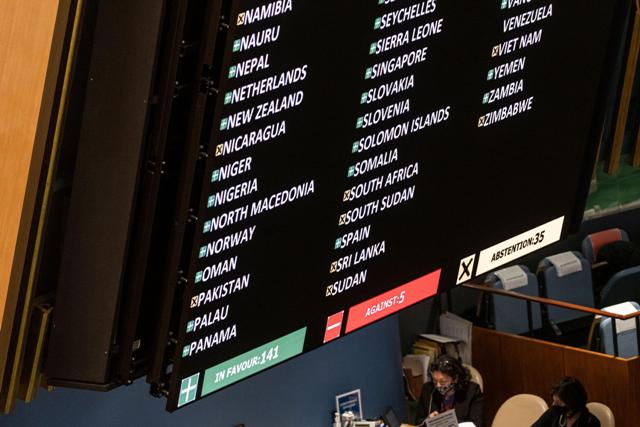 NAMIBIA
NAURU
NEPAL
NETHERLANDS
NEW ZEALAND
NICARAGUA
NIGER
NIGERIA
NORTH MACEDONIA
NORWAY
OMAN
PAKISTAN
PALAU
PANAMA
SEYCHELLES
SIERRA LEONE
SINGAPORE
SLOVAKIA
SLOVENIA
SOLOMON ISLANDS
SOMALIA
SOUTH AFRICA
SOUTH SUDAN
SPAIN
SRI LANKA
SUDAN
VENEZUELA
VIET NAM
YEMEN
ZAMBIA
ZIMBABWE
IN FAVOUR:141
AGAINST:5
ABSTENTION:35